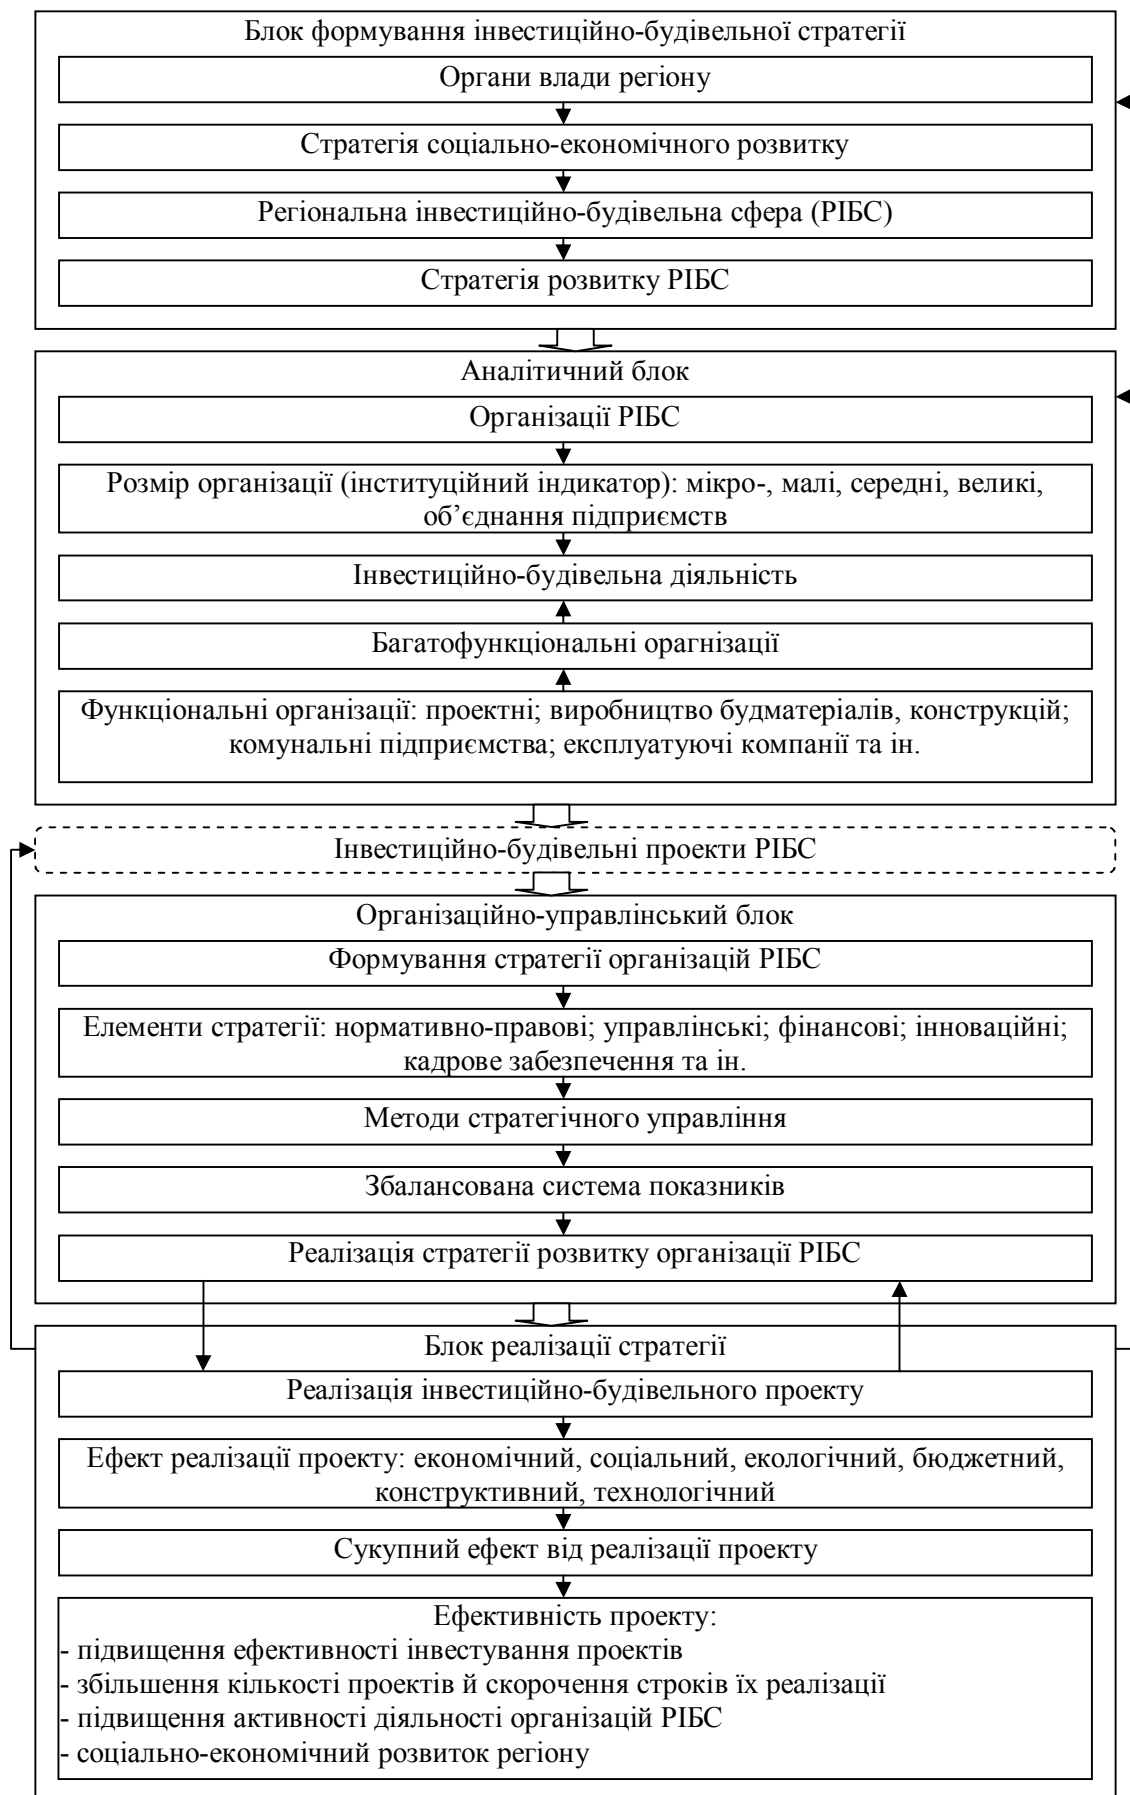 Блок формування інвестиційно-будівельної стратегії
Органи влади регіону
Стратегія соціально-економічного розвитку
Регіональна інвестиційно-будівельна сфера (РІБС)
Стратегія розвитку РІБС
Аналітичний блок
Організації РІБС
Розмір організації (інституційний індикатор): мікро-, малі, середні, великі,
об’єднання підприємств
Інвестиційно-будівельна діяльність
Багатофункціональні орагнізації
Функціональні організації: проектні; виробництво будматеріалів, конструкцій;
комунальні підприємства; експлуатуючі компанії та ін.
Інвестиційно-будівельні проекти РІБС
Організаційно-управлінський блок
Формування стратегії організацій РІБС
Елементи стратегії: нормативно-правові; управлінські; фінансові; інноваційні;
кадрове забезпечення та ін.
Методи стратегічного управління
Збалансована система показників
Реалізація стратегії розвитку організації РІБС
Блок реалізації стратегії
Реалізація інвестиційно-будівельного проекту
Ефект реалізації проекту: економічний, соціальний, екологічний, бюджетний,
конструктивний, технологічний
Сукупний ефект від реалізації проекту
Ефективність проекту:
- підвищення ефективності інвестування проектів
- збільшення кількості проектів й скорочення строків їх реалізації
- підвищення активності діяльності організацій РІБС
- соціально-економічний розвиток регіону